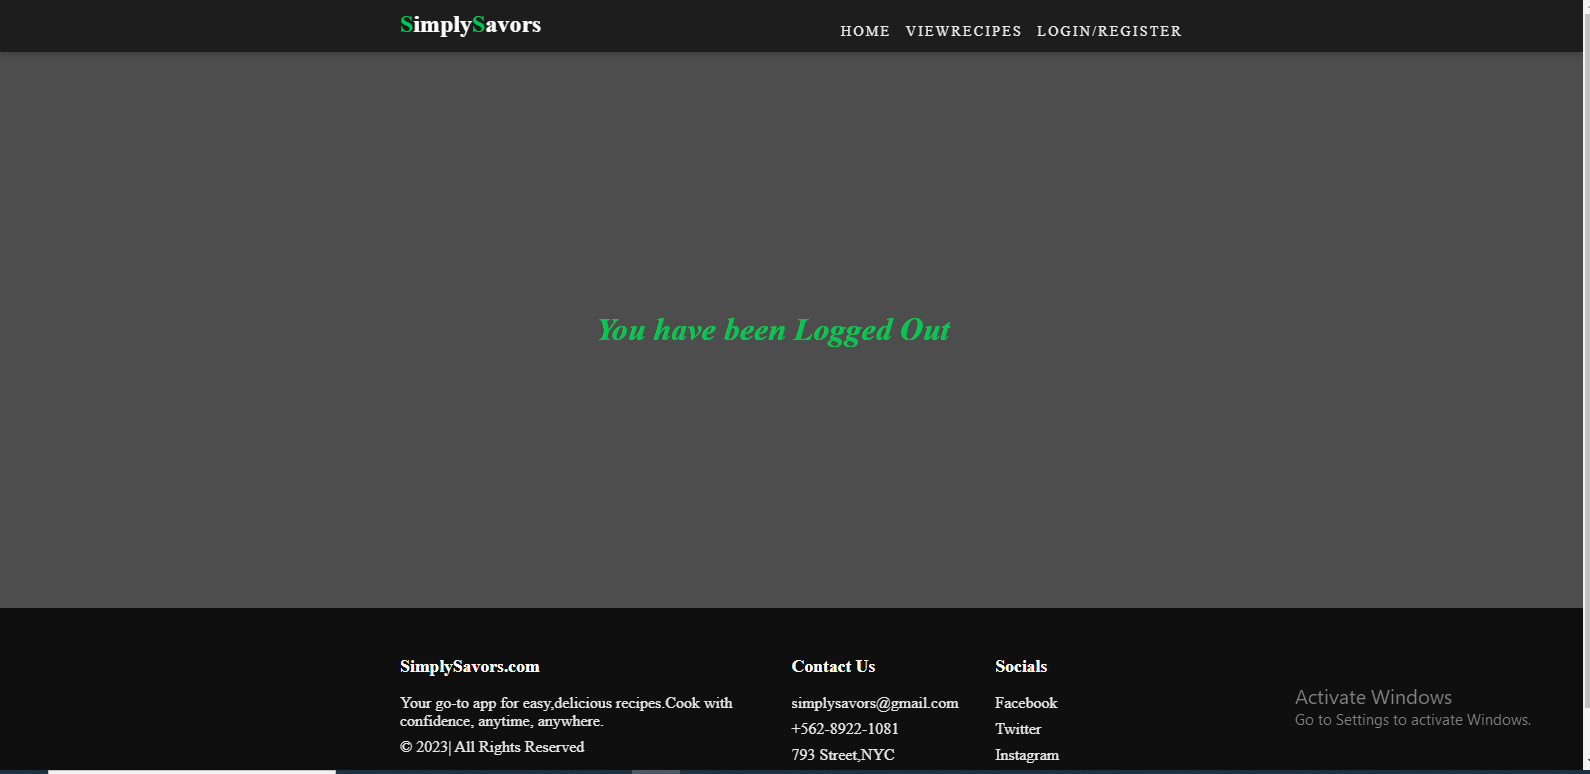 SimplySavors
HOME VIEWRECIPES LOGIN/REGISTER
You have been Logged Out
SimplySavors.com
Your go-to app for easy,delicious recipes.Cook with
confidence, anytime, anywhere.
© 2023| All Rights Reserved
Contact Us
simplysavors@gmail.com
+562-8922-1081
793 Street,NYC
Socials
Facebook
Twitter
Instagram
Activate Windows
Go to Settings to activate Windows.